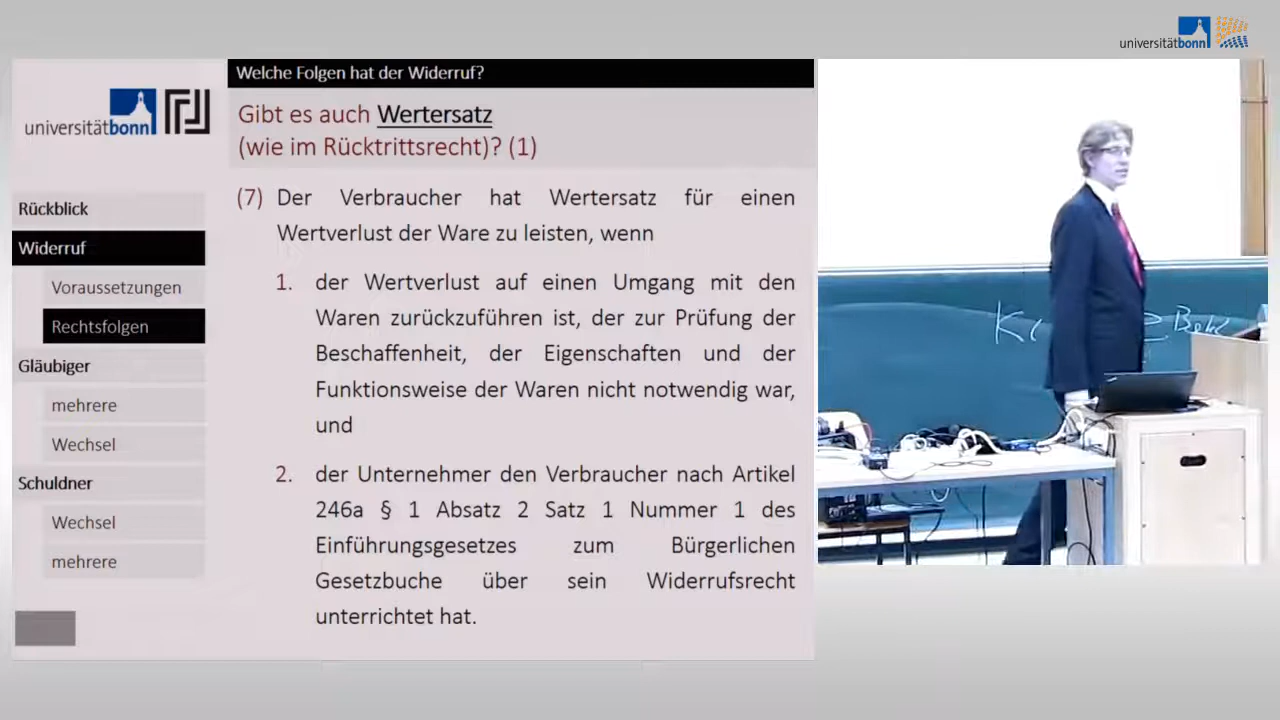 universitätbonn
Welche Folgen hat der Widerruf?
universitätbonn
Gibt es auch Wertersatz
(wie im Rücktrittsrecht)? (1)
Rückblick
Widerruf
Voraussetzungen
Rechtsfolgen
Gläubiger
mehrere
Wechsel
Schuldner
Wechsel
mehrere
(7) Der Verbraucher hat Wertersatz für einen
Wertverlust der Ware zu leisten, wenn
1. der Wertverlust auf einen Umgang mit den
Waren zurückzuführen ist, der zur Prüfung der
Beschaffenheit, der Eigenschaften und der
Funktionsweise der Waren nicht notwendig war,
und
2. der Unternehmer den Verbraucher nach Artikel
246a § 1 Absatz 2 Satz 1 Nummer 1 des
Einführungsgesetzes zum Bürgerlichen
Gesetzbuche über sein Widerrufsrecht
unterrichtet hat.